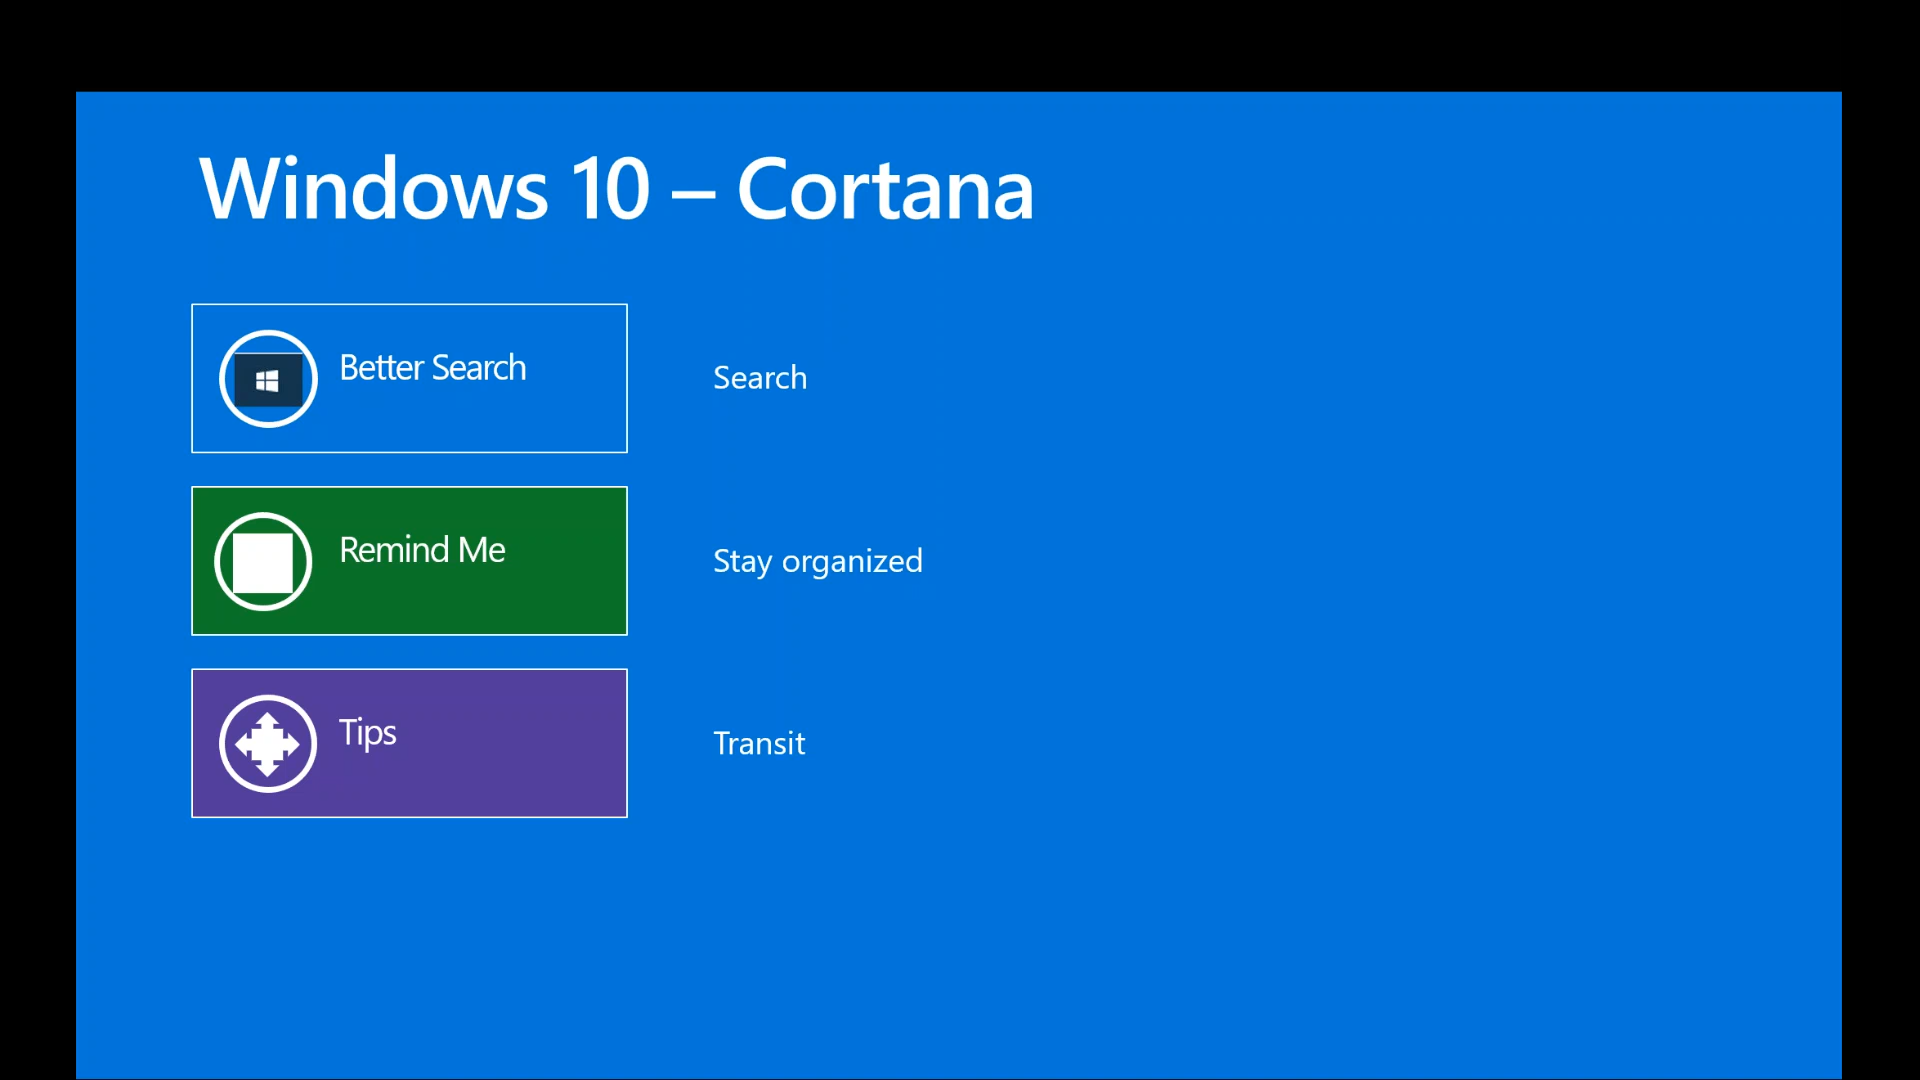 Windows 10 – Cortana
Better Search
Search
Remind Me
Stay organized
Tips
Transit